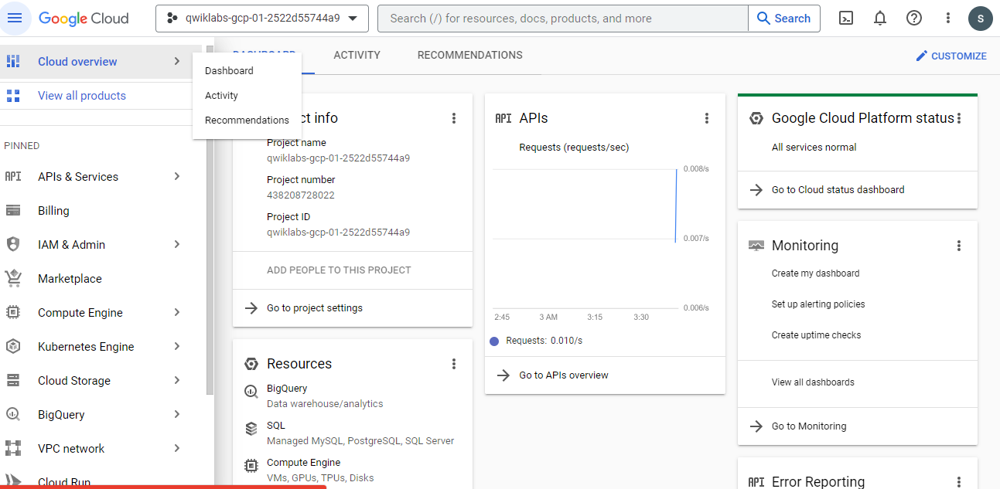 Google Cloud
qwiklabs-gcp-01-2522d55744a9
Search (/) for resources, docs, products, and more
Search
S
Cloud overview
View all products
PINNED
API APIs & Services
Billing
IAM & Admin
Marketplace
Compute Engine
Kubernetes Engine
Cloud Storage
BigQuery
VPC network
Cloud Run
Dashboard
Activity
Recommendations
DASHBOARD
ACTIVITY
RECOMMENDATIONS
CUSTOMIZE
ct info
Project name
qwiklabs-gcp-01-2522d55744a9
Project number
438208728022
Project ID
qwiklabs-gcp-01-2522d55744a9
ADD PEOPLE TO THIS PROJECT
Go to project settings
Resources
BigQuery
Data warehouse/analytics
SQL
Managed MySQL, PostgreSQL, SQL Server
Compute Engine
VMs, GPUs, TPUs, Disks
API APIs
Requests (requests/sec)
0.008/s
0.007/s
0.006/s
2:45 3 AM 3:15 3:30
Requests: 0.010/s
Go to APIs overview
Google Cloud Platform status
All services normal
Go to Cloud status dashboard
Monitoring
Create my dashboard
Set up alerting policies
Create uptime checks
View all dashboards
Go to Monitoring
API Error Reporting